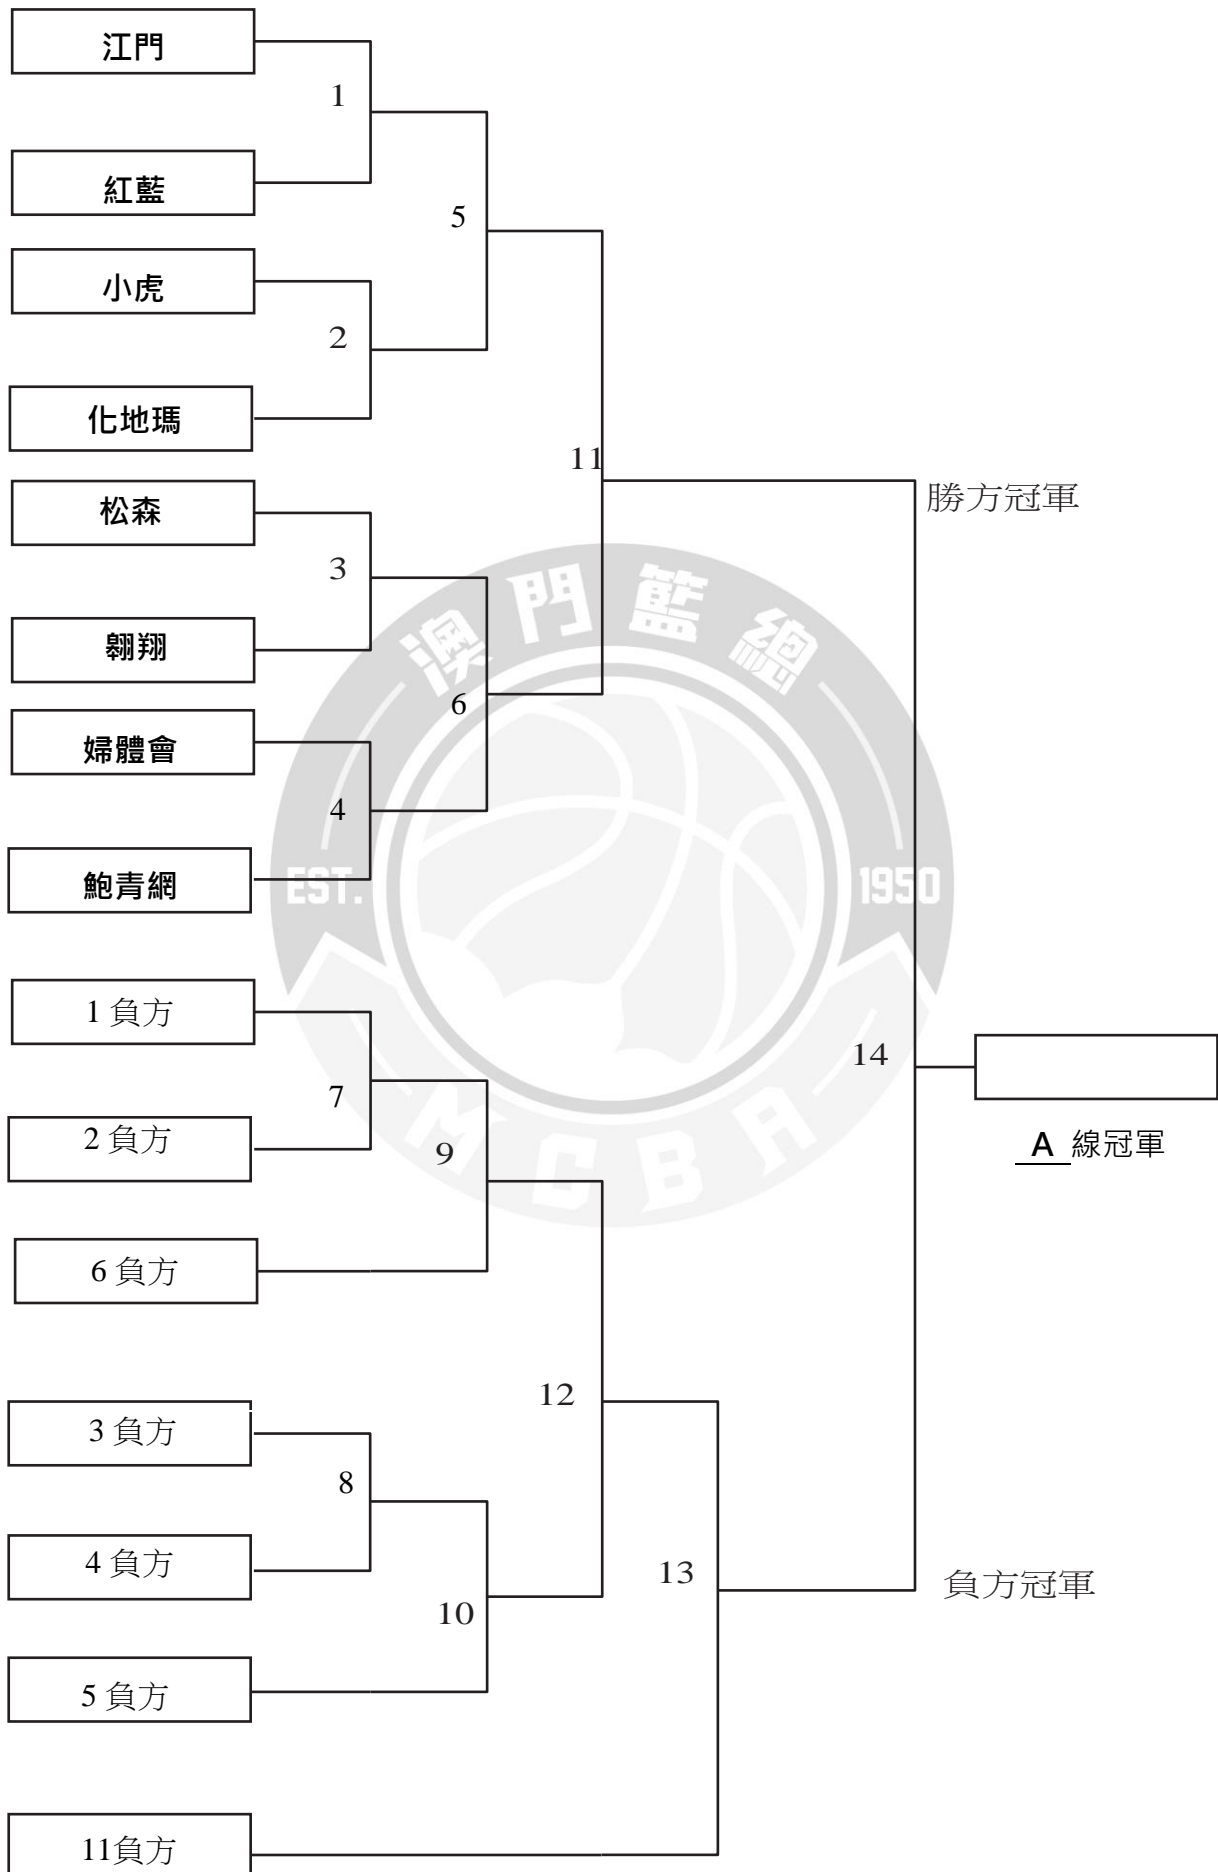 江門
1
紅藍
5
小虎
2
化地瑪
11
松森
勝方冠軍
3
翱翔
澳門籃總
6
婦體會
4
鮑青網
EST.
1950
1 負方
14
7
2 負方
9
A 線冠軍
MCBA
6 負方
12
3 負方
8
4 負方
13
負方冠軍
10
5 負方
11負方